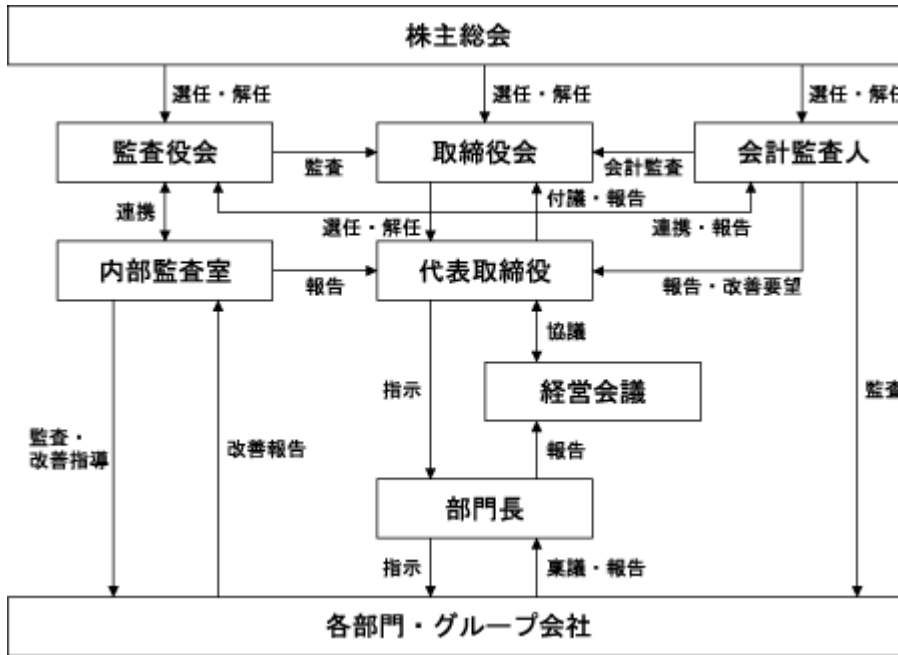 株主総会
選任・解任
選任・解任
選任・解任
監査役会
監査
取締役会
会計監査
会計監査人
連携
選任・解任
付議・報告
連携・報告
内部監査室
報告
代表取締役
報告・改善要望
協議
指示
経営会議
監査
監査・
改善指導
改善報告
報告
部門長
指示
稟議・報告
各部門・グループ会社